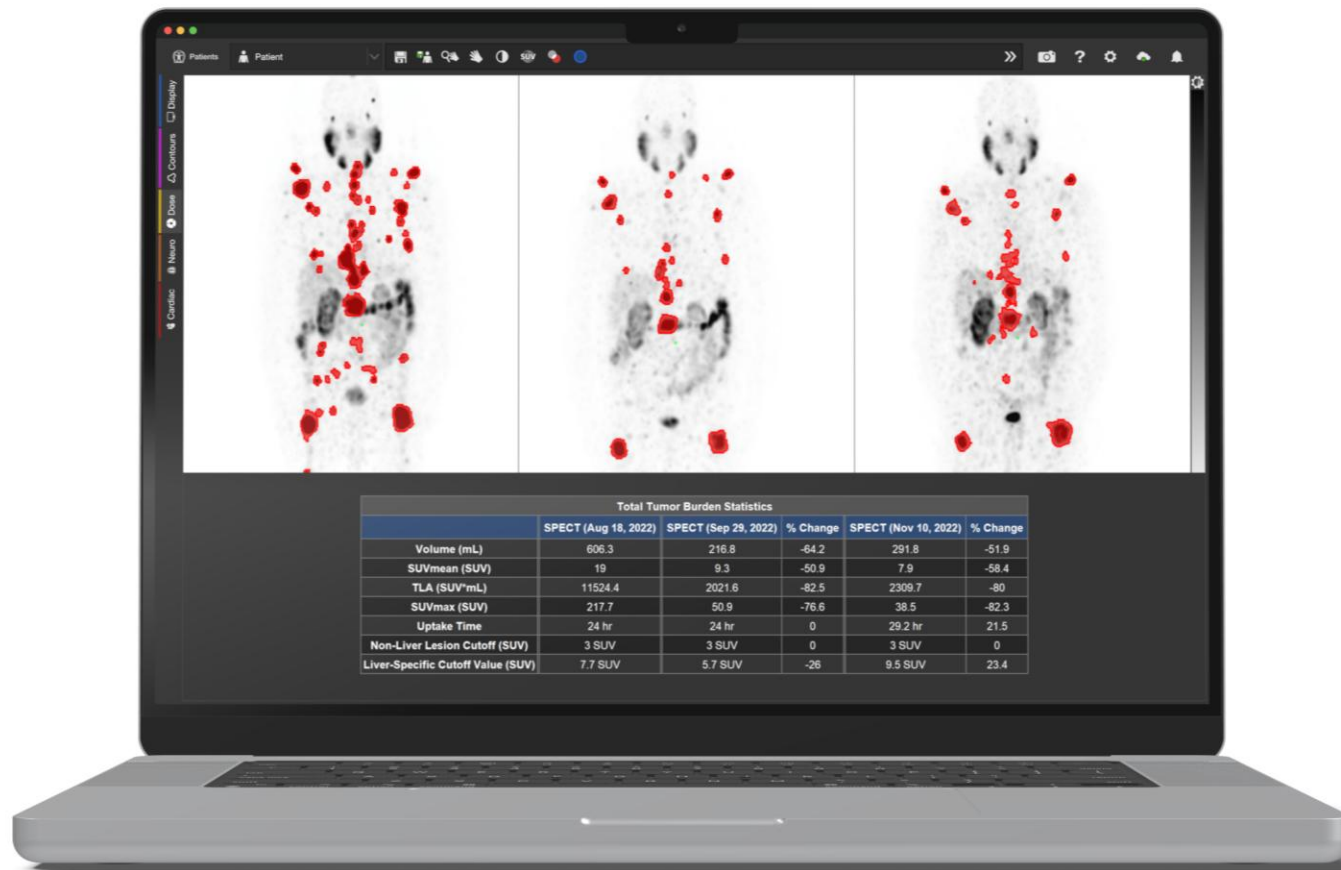 Patients Patient SUV ?
Display
Contours
Dose
Neuro
Cardiac
Total Tumor Burden Statistics
SPECT (Aug 18, 2022) SPECT (Sep 29, 2022) % Change SPECT (Nov 10, 2022) % Change
Volume (mL) 606.3 216.8 -64.2 291.8 -51.9
SUVmean (SUV) 19 9.3 -50.9 7.9 -58.4
TLA (SUV*mL) 11524.4 2021.6 -82.5 2309.7 -80
SUVmax (SUV) 217.7 50.9 -76.6 38.5 -82.3
Uptake Time 24 hr 24 hr 0 29.2 hr 21.5
Non-Liver Lesion Cutoff (SUV) 3 SUV 3 SUV 0 3 SUV 0
Liver-Specific Cutoff Value (SUV) 7.7 SUV 5.7 SUV -26 9.5 SUV 23.4